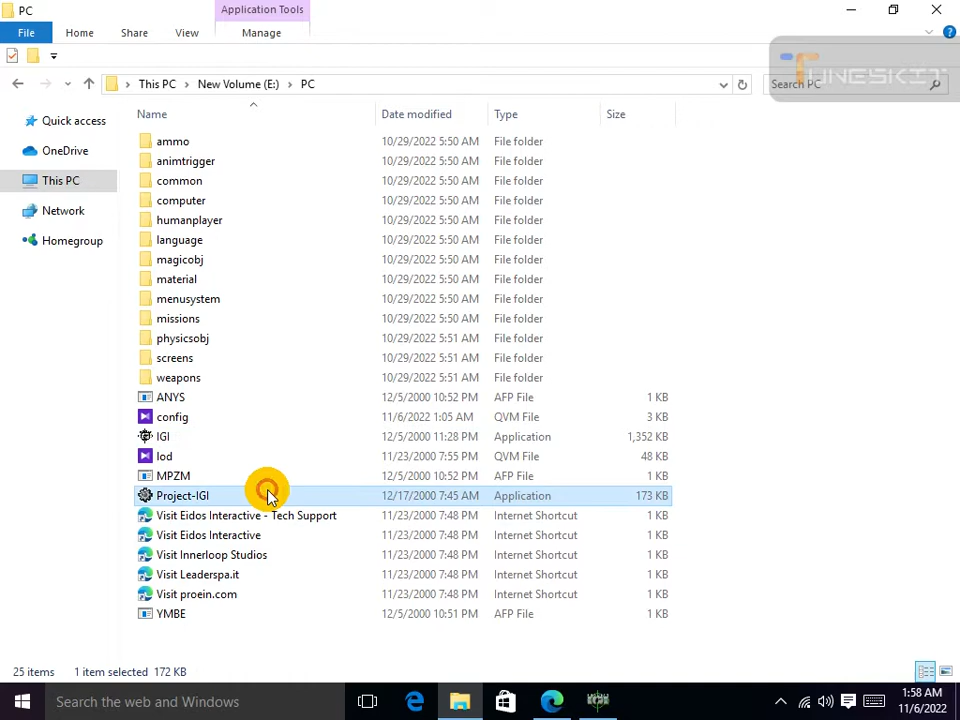 PC
Application Tools
File Home Share View Manage
This PC New Volume (E:) PC
Search PC
TUNESKIT
Name Date modified Type Size
Quick access
OneDrive
This PC
Network
Homegroup
ammo 10/29/2022 5:50 AM File folder
animtrigger 10/29/2022 5:50 AM File folder
common 10/29/2022 5:50 AM File folder
computer 10/29/2022 5:50 AM File folder
humanplayer 10/29/2022 5:50 AM File folder
language 10/29/2022 5:50 AM File folder
magicobj 10/29/2022 5:50 AM File folder
material 10/29/2022 5:50 AM File folder
menusystem 10/29/2022 5:50 AM File folder
missions 10/29/2022 5:50 AM File folder
physicsobj 10/29/2022 5:51 AM File folder
screens 10/29/2022 5:51 AM File folder
weapons 10/29/2022 5:51 AM File folder
ANYS 12/5/2000 10:52 PM AFP File 1 KB
config 11/6/2022 1:05 AM QVM File 3 KB
IGI 12/5/2000 11:28 PM Application 1,352 KB
lod 11/23/2000 7:55 PM QVM File 48 KB
MPZM 12/5/2000 10:52 PM AFP File 1 KB
Project-IGI 12/17/2000 7:45 AM Application 173 KB
Visit Eidos Interactive - Tech Support 11/23/2000 7:48 PM Internet Shortcut 1 KB
Visit Eidos Interactive 11/23/2000 7:48 PM Internet Shortcut 1 KB
Visit Innerloop Studios 11/23/2000 7:48 PM Internet Shortcut 1 KB
Visit Leaderspa.it 11/23/2000 7:48 PM Internet Shortcut 1 KB
Visit proein.com 11/23/2000 7:48 PM Internet Shortcut 1 KB
YMBE 12/5/2000 10:51 PM AFP File 1 KB
25 items 1 item selected 172 KB
Search the web and Windows
1:58 AM
11/6/2022